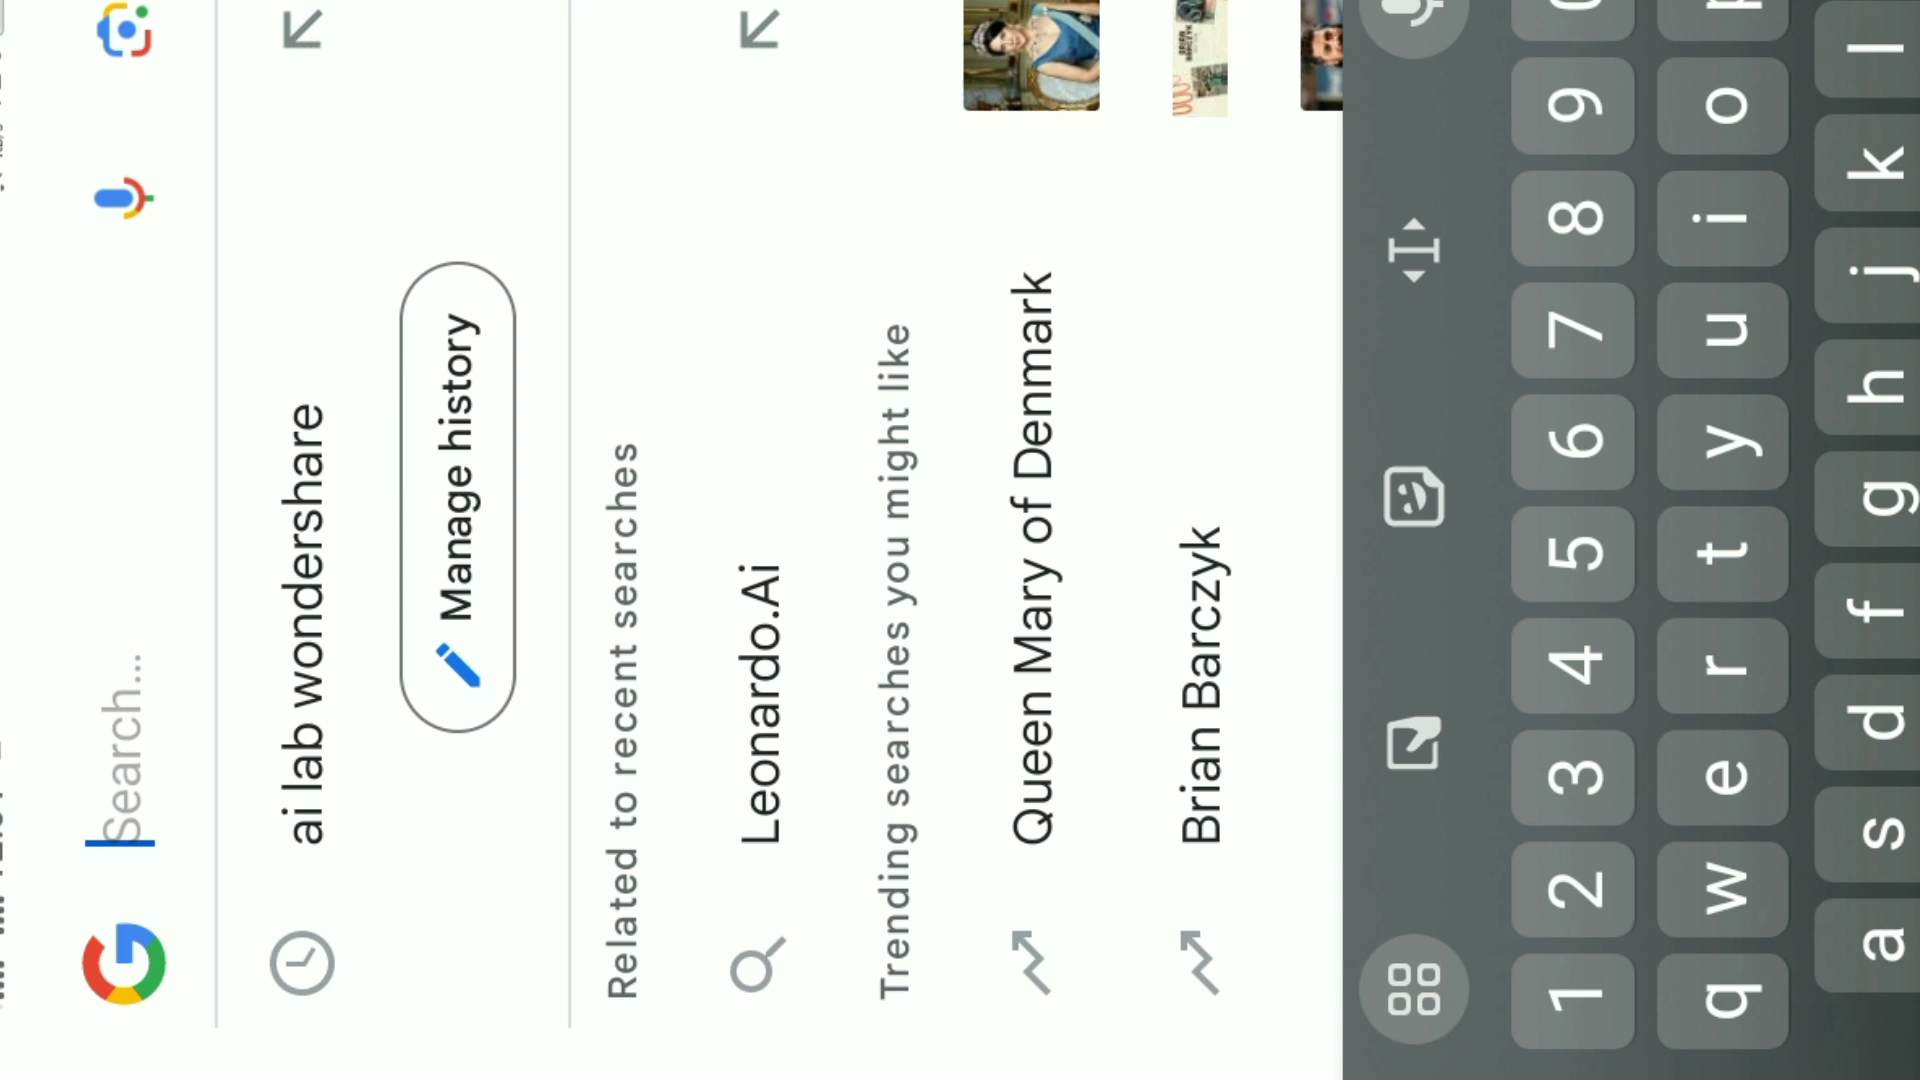 Search...
ai lab wondershare
Manage history
Related to recent searches
Leonardo.Ai
Trending searches you might like
Queen Mary of Denmark
Brian Barczyk
1 2 3 4 5 6 7 8 9
q w e r t y u i o p
a s d f g h j k l